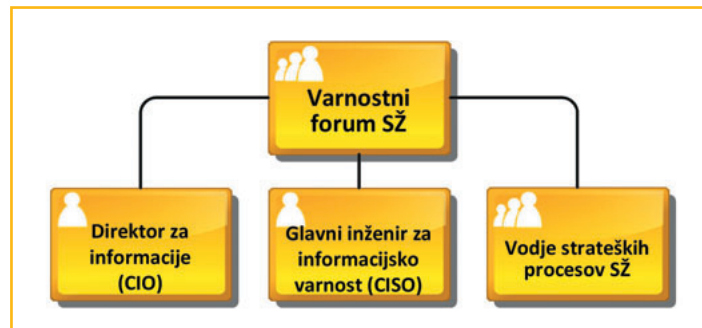 Varnostni
forum SŽ
Direktor za
informacije
(CIO)
Glavni inženir za
informacijsko
varnost (CISO)
Vodje strateških
procesov SŽ